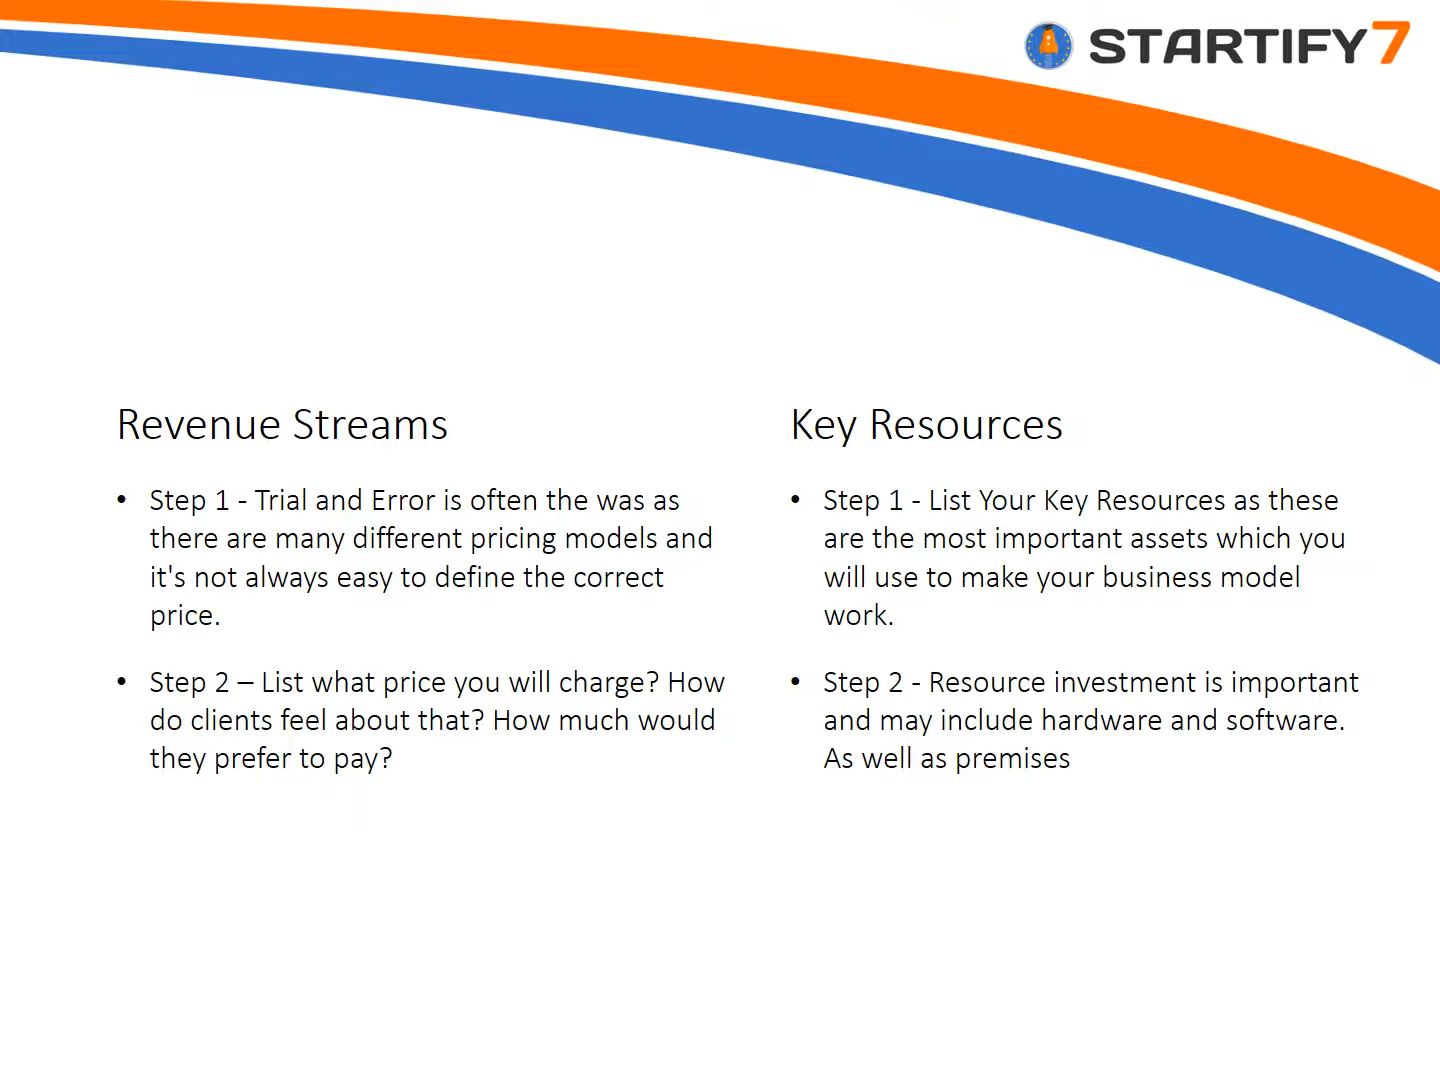 STARTIFY7
Revenue Streams
• Step 1 - Trial and Error is often the was as
there are many different pricing models and
it's not always easy to define the correct
price.
• Step 2 – List what price you will charge? How
do clients feel about that? How much would
they prefer to pay?
Key Resources
• Step 1 - List Your Key Resources as these
are the most important assets which you
will use to make your business model
work.
• Step 2 - Resource investment is important
and may include hardware and software.
As well as premises